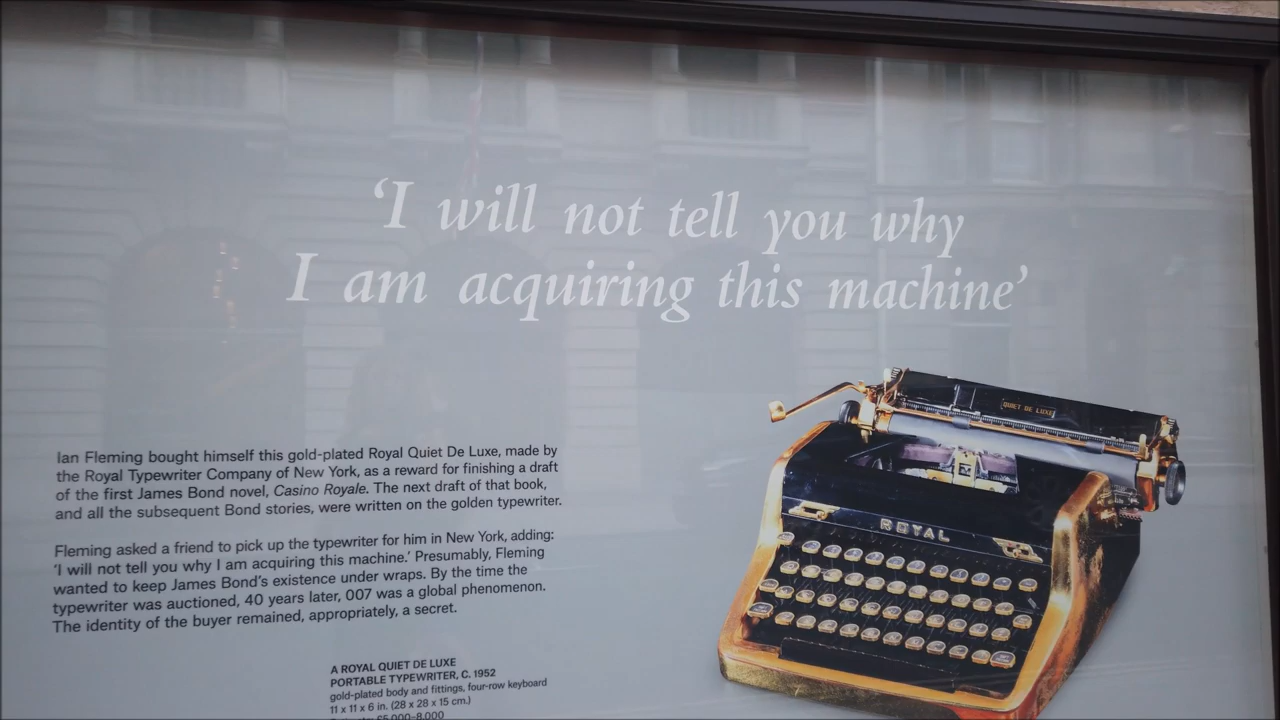 ‘I will not tell you why
I am acquiring this machine’
Ian Fleming bought himself this gold-plated Royal Quiet De Luxe, made by
the Royal Typewriter Company of New York, as a reward for finishing a draft
of the first James Bond novel, Casino Royale. The next draft of that book,
and all the subsequent Bond stories, were written on the golden typewriter.
Fleming asked a friend to pick up the typewriter for him in New York, adding:
‘I will not tell you why I am acquiring this machine.’ Presumably, Fleming
wanted to keep James Bond’s existence under wraps. By the time the
typewriter was auctioned, 40 years later, 007 was a global phenomenon.
The identity of the buyer remained, appropriately, a secret.
A ROYAL QUIET DE LUXE
PORTABLE TYPEWRITER, C. 1952
gold-plated body and fittings, four-row keyboard
11 x 11 x 6 in. (28 x 28 x 15 cm.)
£5,000–8,000
QUIET DE LUXE
ROYAL